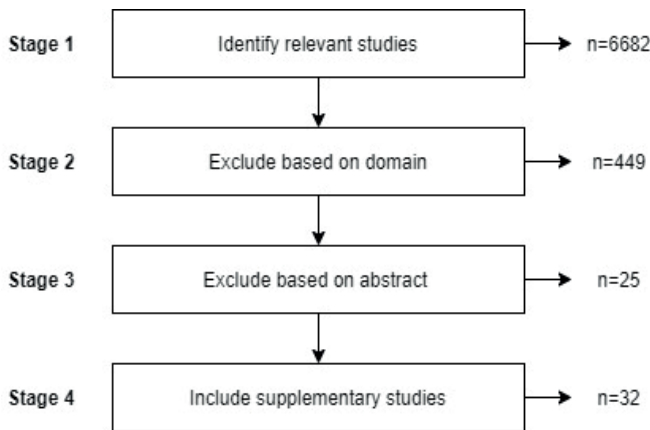 Stage 1 Identify relevant studies n=6682
Stage 2 Exclude based on domain n=449
Stage 3 Exclude based on abstract n=25
Stage 4 Include supplementary studies n=32